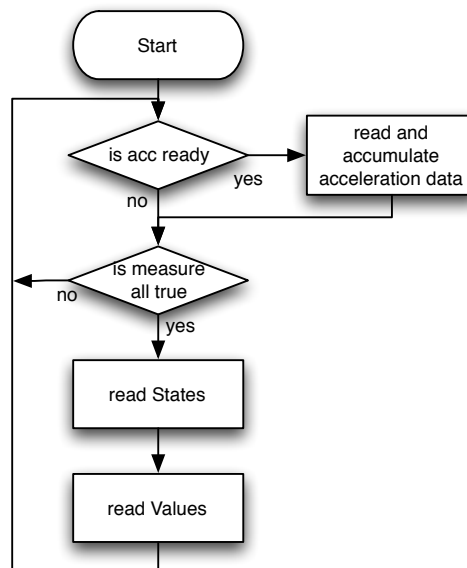 Start
is acc ready
yes
read and
accumulate
acceleration data
no
is measure
all true
no
yes
read States
read Values